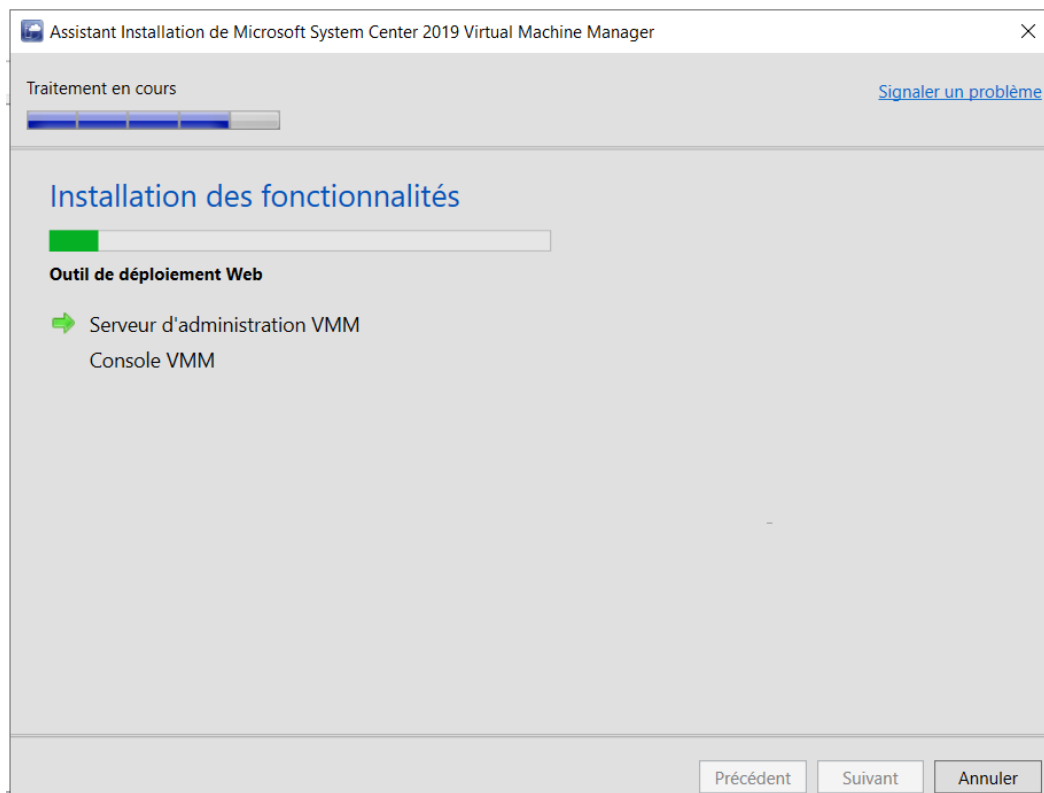 Assistant Installation de Microsoft System Center 2019 Virtual Machine Manager
Traitement en cours
Signaler un problème
Installation des fonctionnalités
Outil de déploiement Web
Serveur d'administration VMM
Console VMM
Précédent
Suivant
Annuler